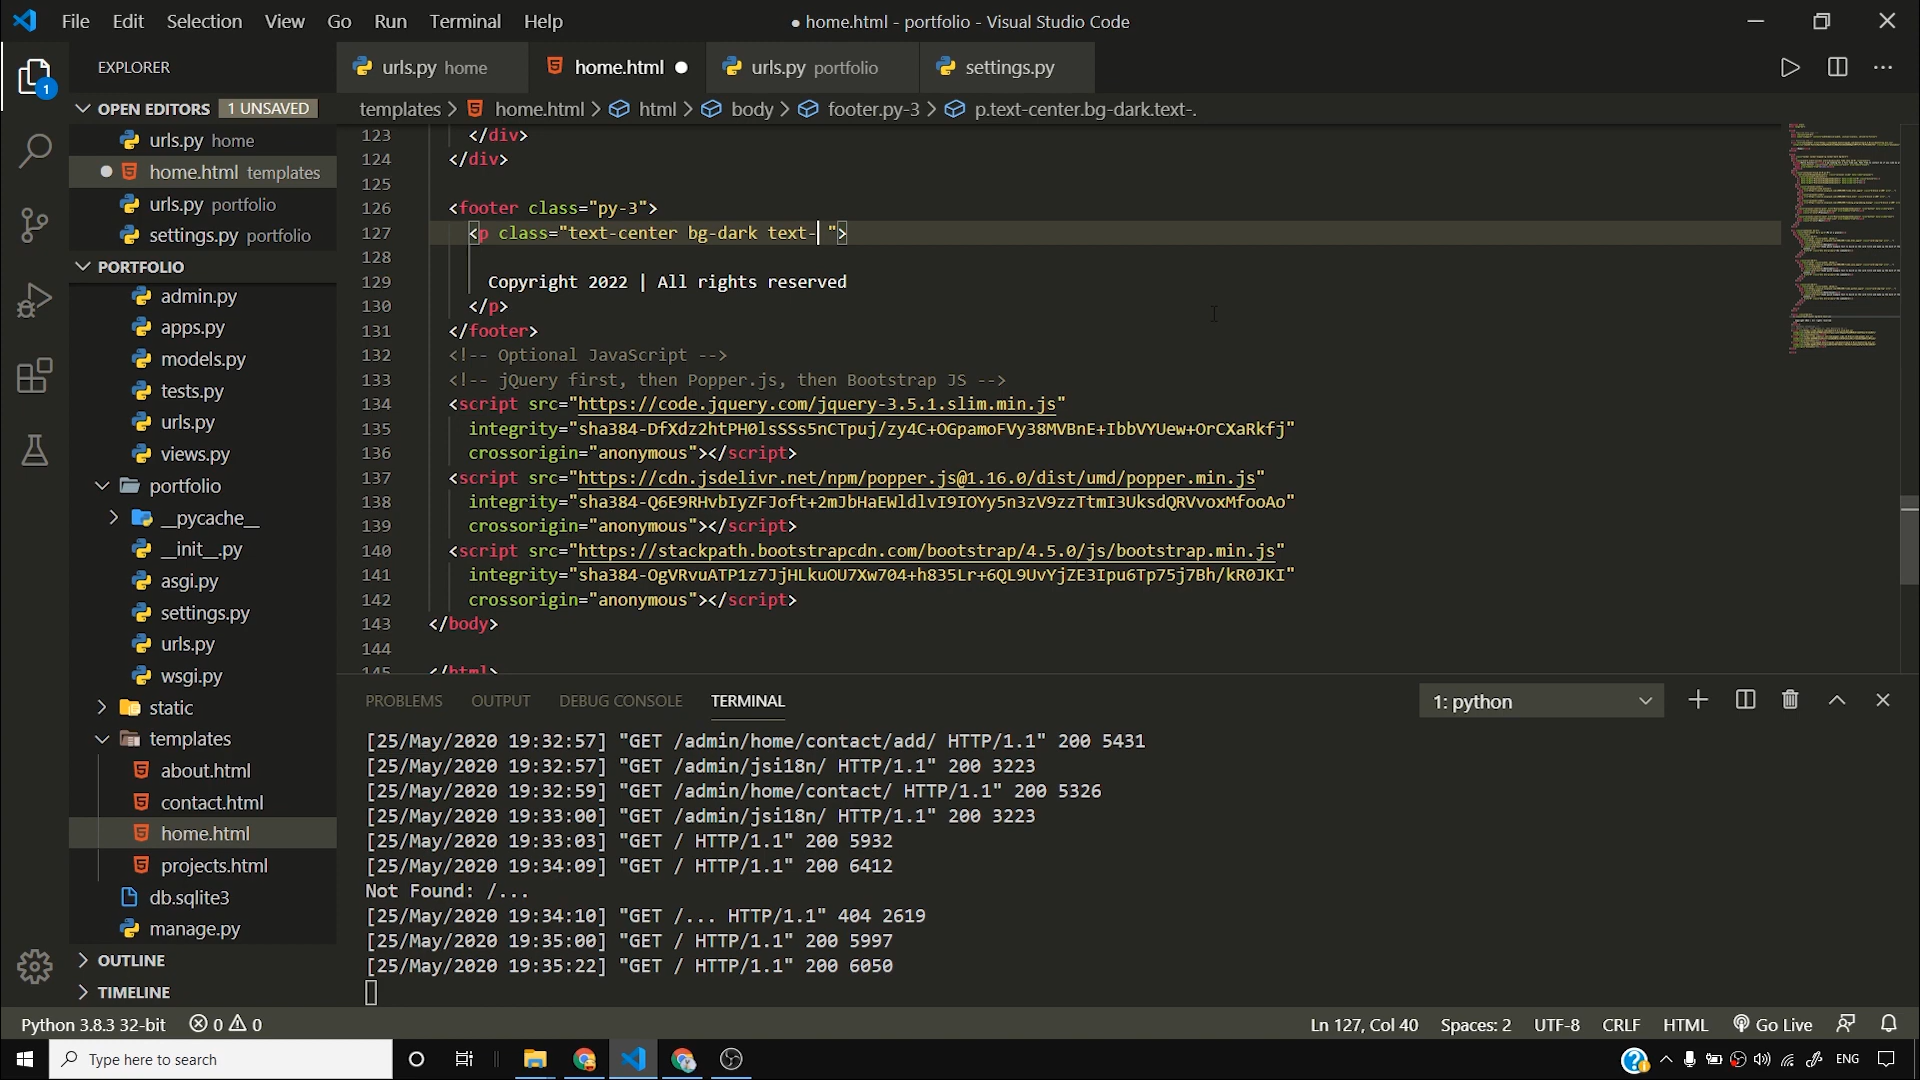 File Edit Selection View Go Run Terminal Help
● home.html - portfolio - Visual Studio Code
EXPLORER
urls.py home
home.html ●
urls.py portfolio
settings.py
1
OPEN EDITORS 1 UNSAVED
urls.py home
home.html templates
urls.py portfolio
settings.py portfolio
PORTFOLIO
admin.py
apps.py
models.py
tests.py
urls.py
views.py
portfolio
__pycache__
__init__.py
asgi.py
settings.py
urls.py
wsgi.py
static
templates
about.html
contact.html
home.html
projects.html
db.sqlite3
manage.py
OUTLINE
TIMELINE
templates > home.html > html > body > footer.py-3 > p.text-center.bg-dark.text-.
123 </div>
124 </div>
125
126 <footer class="py-3">
127 <p class="text-center bg-dark text- ">
128
129 Copyright 2022 | All rights reserved
130 </p>
131 </footer>
132 <!-- Optional JavaScript -->
133 <!-- jQuery first, then Popper.js, then Bootstrap JS -->
134 <script src="https://code.jquery.com/jquery-3.5.1.slim.min.js"
135 integrity="sha384-DfXdz2htPH0lsSSs5nCTpuj/zy4C+OGpamoFVy38MVBnE+IbbVYUew+OrCXaRkfj"
136 crossorigin="anonymous"></script>
137 <script src="https://cdn.jsdelivr.net/npm/popper.js@1.16.0/dist/umd/popper.min.js"
138 integrity="sha384-Q6E9RHvbIyZFJoft+2mJbHaEWldlvI9IOYy5n3zV9zzTtmI3UksdQRVvoxMfooAo"
139 crossorigin="anonymous"></script>
140 <script src="https://stackpath.bootstrapcdn.com/bootstrap/4.5.0/js/bootstrap.min.js"
141 integrity="sha384-OgVRvuATP1z7JjHLkuOU7Xw704+h835Lr+6QL9UvYjZE3Ipu6Tp75j7Bh/kR0JKI"
142 crossorigin="anonymous"></script>
143 </body>
144
145 </html>
PROBLEMS OUTPUT DEBUG CONSOLE TERMINAL
1: python
[25/May/2020 19:32:57] "GET /admin/home/contact/add/ HTTP/1.1" 200 5431
[25/May/2020 19:32:57] "GET /admin/jsi18n/ HTTP/1.1" 200 3223
[25/May/2020 19:32:59] "GET /admin/home/contact/ HTTP/1.1" 200 5326
[25/May/2020 19:33:00] "GET /admin/jsi18n/ HTTP/1.1" 200 3223
[25/May/2020 19:33:03] "GET / HTTP/1.1" 200 5932
[25/May/2020 19:34:09] "GET / HTTP/1.1" 200 6412
Not Found: /...
[25/May/2020 19:34:10] "GET /... HTTP/1.1" 404 2619
[25/May/2020 19:35:00] "GET / HTTP/1.1" 200 5997
[25/May/2020 19:35:22] "GET / HTTP/1.1" 200 6050
Python 3.8.3 32-bit 0 0
Ln 127, Col 40 Spaces: 2 UTF-8 CRLF HTML Go Live
Type here to search
ENG